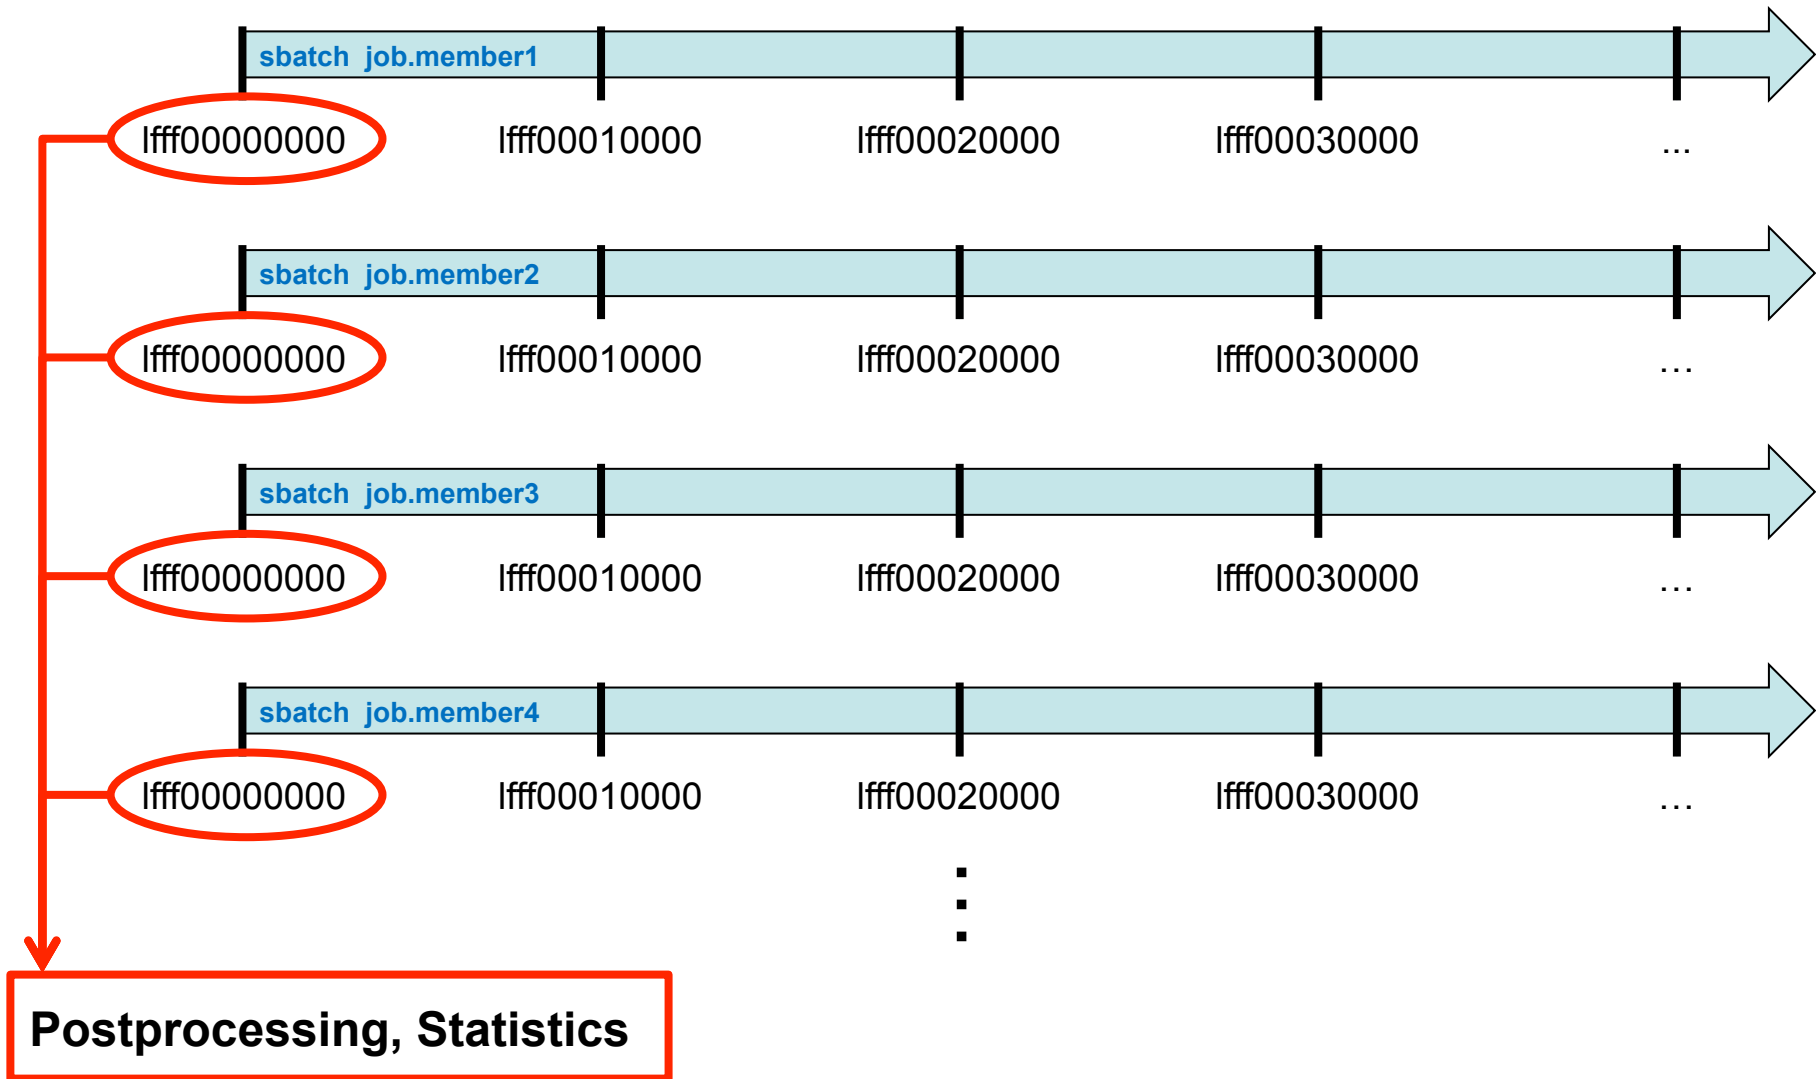 sbatch job.member1
lfff00000000 lfff00010000 lfff00020000 lfff00030000 ...
sbatch job.member2
lfff00000000 lfff00010000 lfff00020000 lfff00030000 …
sbatch job.member3
lfff00000000 lfff00010000 lfff00020000 lfff00030000 …
sbatch job.member4
lfff00000000 lfff00010000 lfff00020000 lfff00030000 …
Postprocessing, Statistics